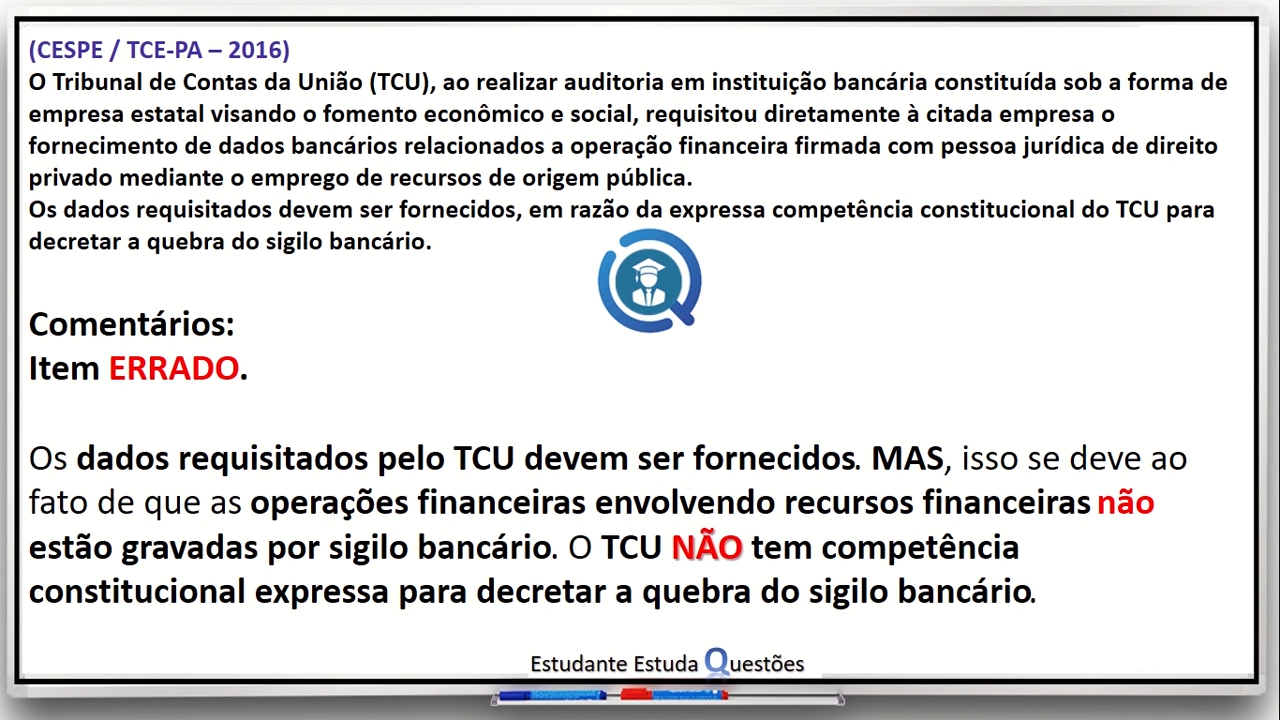 (CESPE / TCE-PA – 2016)
O Tribunal de Contas da União (TCU), ao realizar auditoria em instituição bancária constituída sob a forma de
empresa estatal visando o fomento econômico e social, requisitou diretamente à citada empresa o
fornecimento de dados bancários relacionados a operação financeira firmada com pessoa jurídica de direito
privado mediante o emprego de recursos de origem pública.
Os dados requisitados devem ser fornecidos, em razão da expressa competência constitucional do TCU para
decretar a quebra do sigilo bancário.
Comentários:
Item ERRADO.
Os dados requisitados pelo TCU devem ser fornecidos. MAS, isso se deve ao
fato de que as operações financeiras envolvendo recursos financeiras não
estão gravadas por sigilo bancário. O TCU NÃO tem competência
constitucional expressa para decretar a quebra do sigilo bancário.
Estudante Estuda Questões